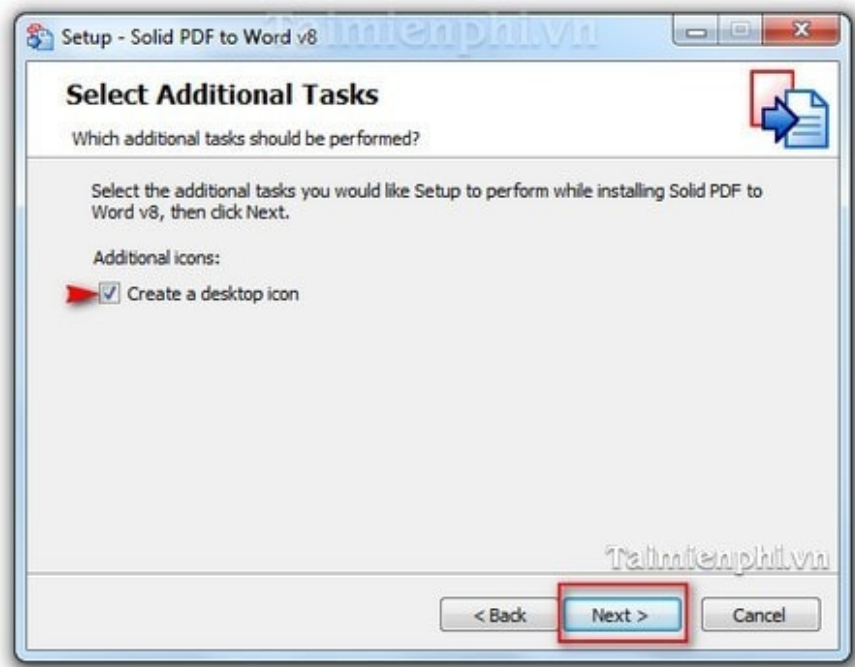 Setup - Solid PDF to Word v8
Taimienphi.vn
Select Additional Tasks
Which additional tasks should be performed?
Select the additional tasks you would like Setup to perform while installing Solid PDF to
Word v8, then click Next.
Additional icons:
Create a desktop icon
Taimienphi.vn
< Back
Next >
Cancel